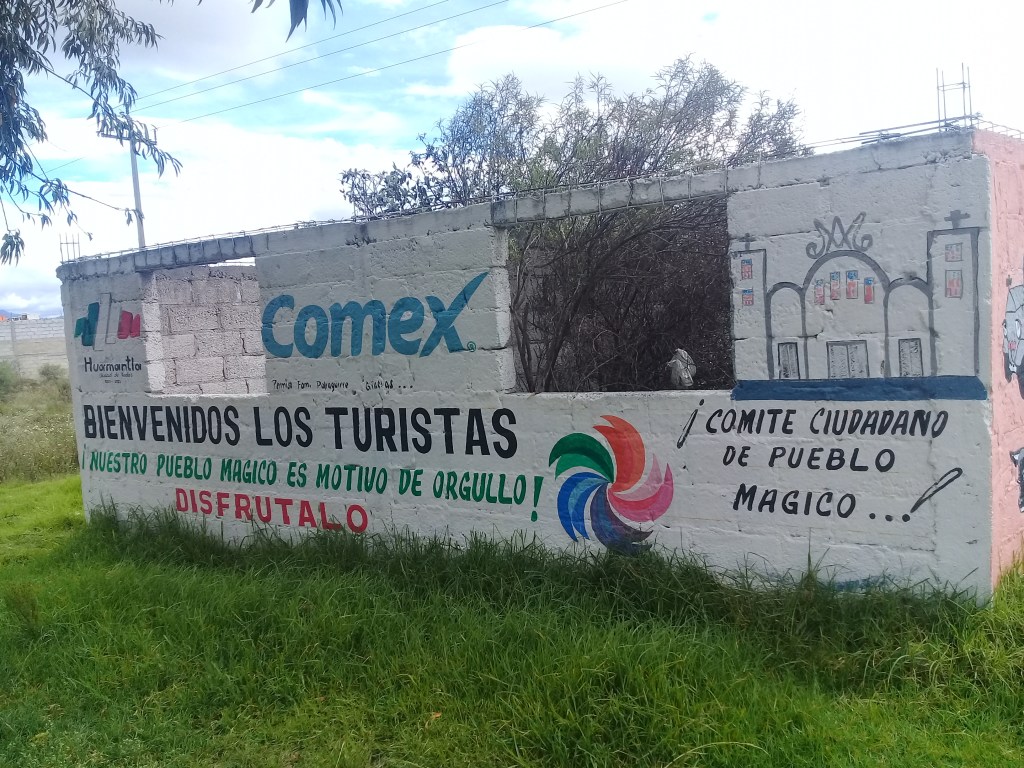 Huamantla
Comex
BIENVENIDOS LOS TURISTAS
¡NUESTRO PUEBLO MAGICO ES MOTIVO DE ORGULLO!
DISFRUTALO
¡COMITE CIUDADANO
DE PUEBLO
MAGICO...!